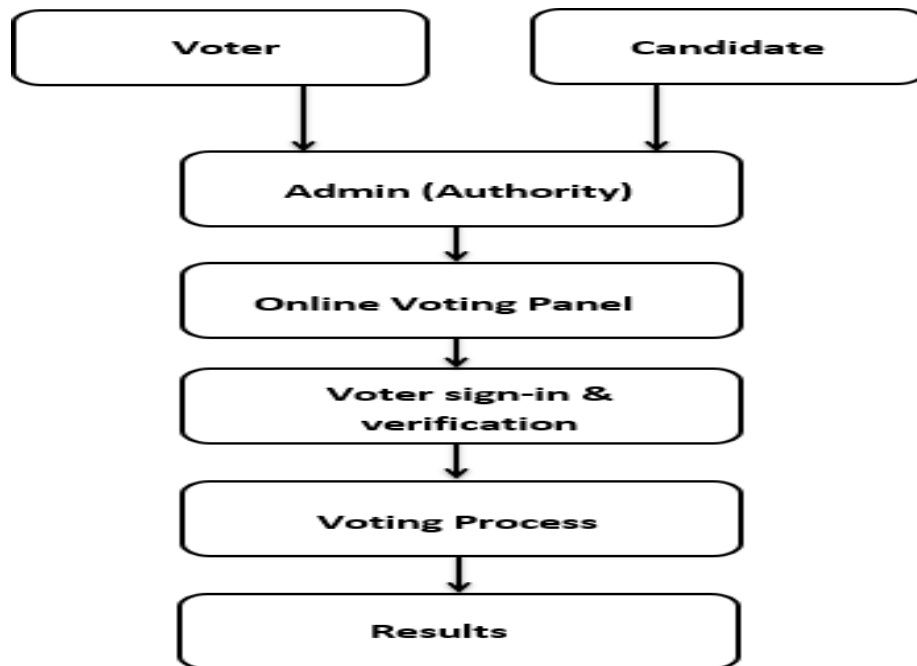 Voter
Candidate
Admin (Authority)
Online Voting Panel
Voter sign-in &
verification
Voting Process
Results